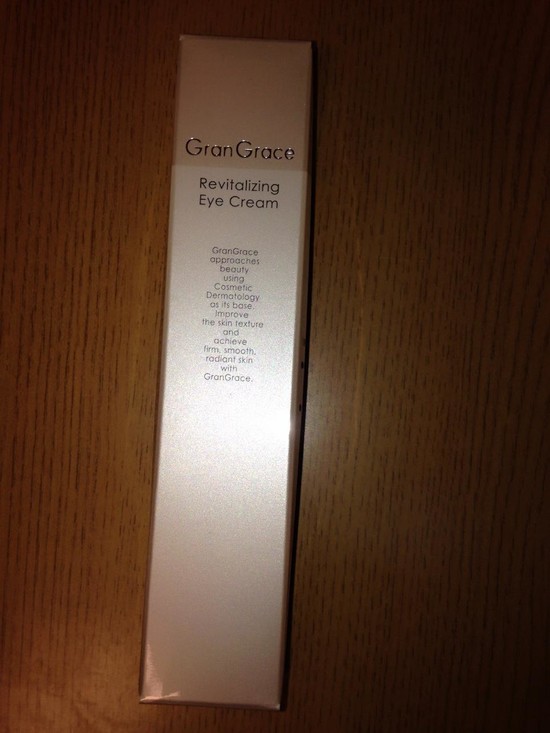 GranGrace
Revitalizing
Eye Cream
GranGrace
approaches
beauty
using
Cosmetic
Dermatology
as its base.
Improve
the skin texture
and
achieve
firm, smooth,
radiant skin
with
GranGrace.